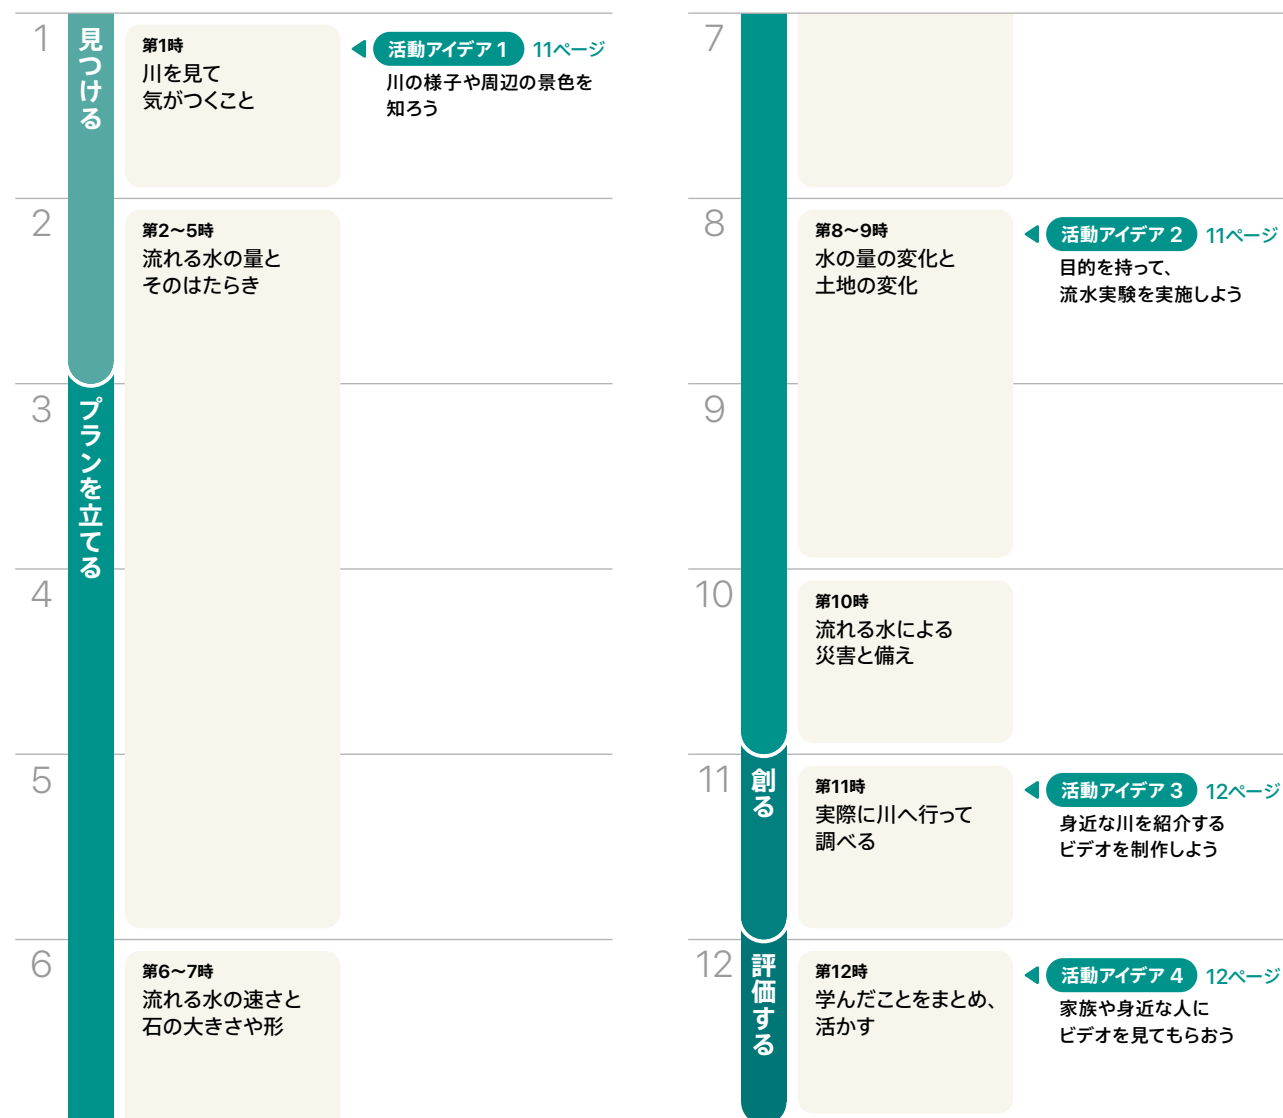 1
見つける
第1時
川を見て
気がつくこと
活動アイデア 1 11ページ
川の様子や周辺の景色を
知ろう
2
第2〜5時
流れる水の量と
そのはたらき
3
プランを立てる
4
5
6
第6〜7時
流れる水の速さと
石の大きさや形
7
8
第8〜9時
水の量の変化と
土地の変化
活動アイデア 2 11ページ
目的を持って、
流水実験を実施しよう
9
10
第10時
流れる水による
災害と備え
11
創る
第11時
実際に川へ行って
調べる
活動アイデア 3 12ページ
身近な川を紹介する
ビデオを制作しよう
12
評価する
第12時
学んだことをまとめ、
活かす
活動アイデア 4 12ページ
家族や身近な人に
ビデオを見てもらおう